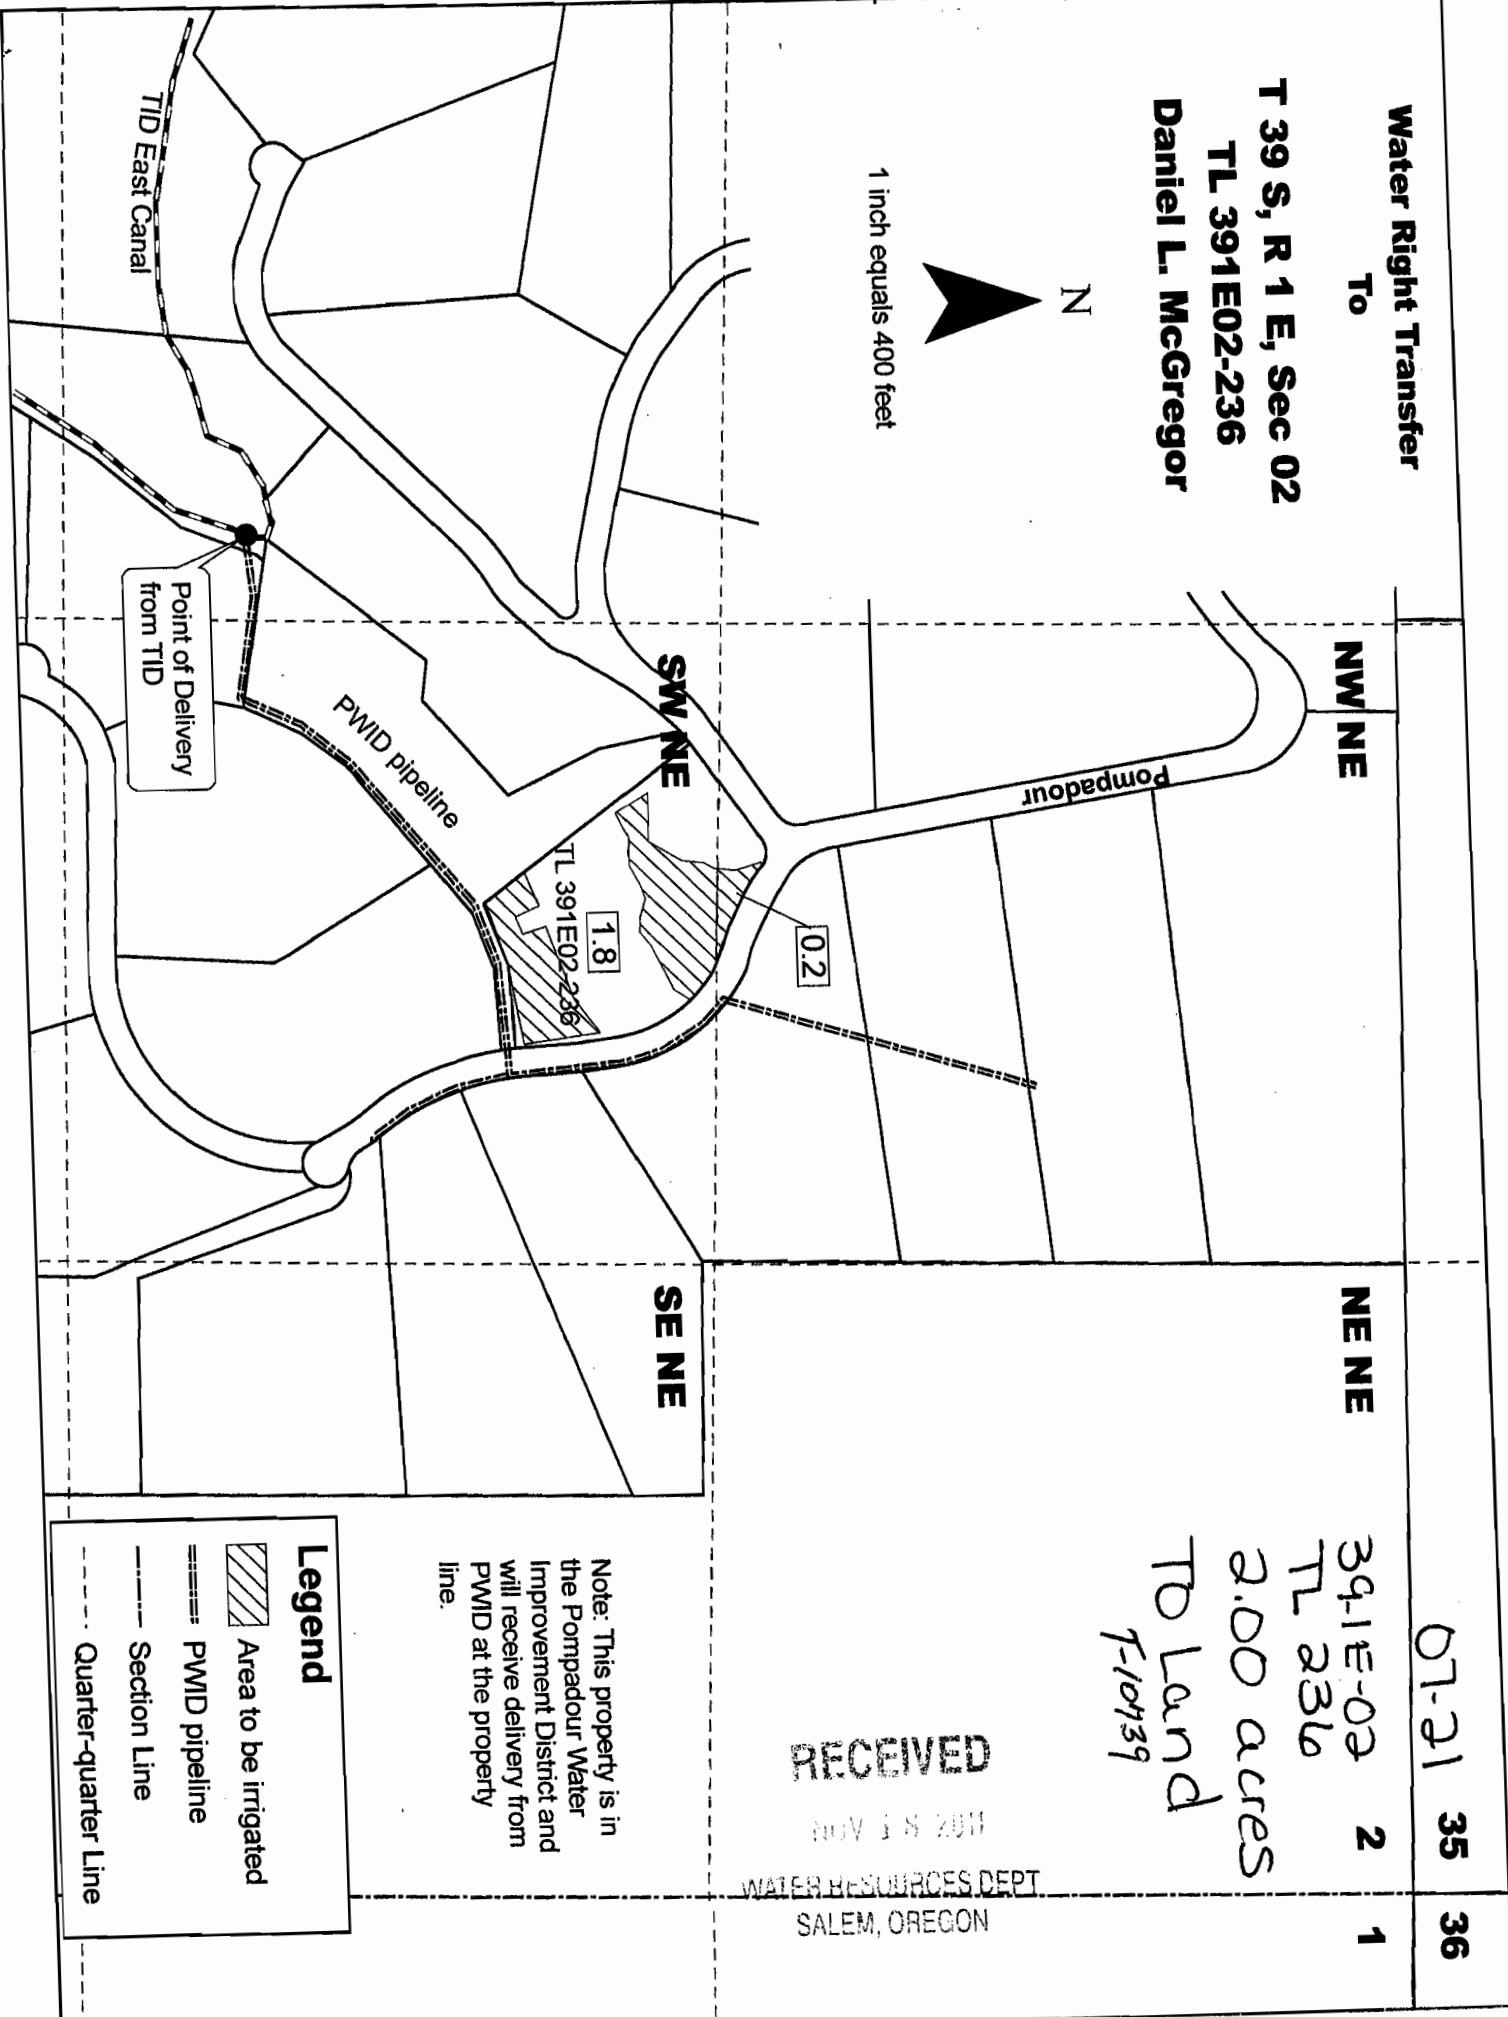 Water Right Transfer
To
T 39 S, R 1 E, Sec 02
TL 391E02-236
Daniel L. McGregor
N
1 inch equals 400 feet
07-21
39-1E-02
TL 236
2.00 acres
To Land
T-10739
35
36
2
1
NW NE
NE NE
SW NE
SE NE
Pompadour
0.2
1.8
TL 391E02-236
PWID pipeline
TID East Canal
Point of Delivery
from TID
RECEIVED
NOV 18 2011
WATER RESOURCES DEPT
SALEM, OREGON
Note: This property is in
the Pompadour Water
Improvement District and
will receive delivery from
PWID at the property
line.
Legend
Area to be irrigated
PWID pipeline
Section Line
Quarter-quarter Line